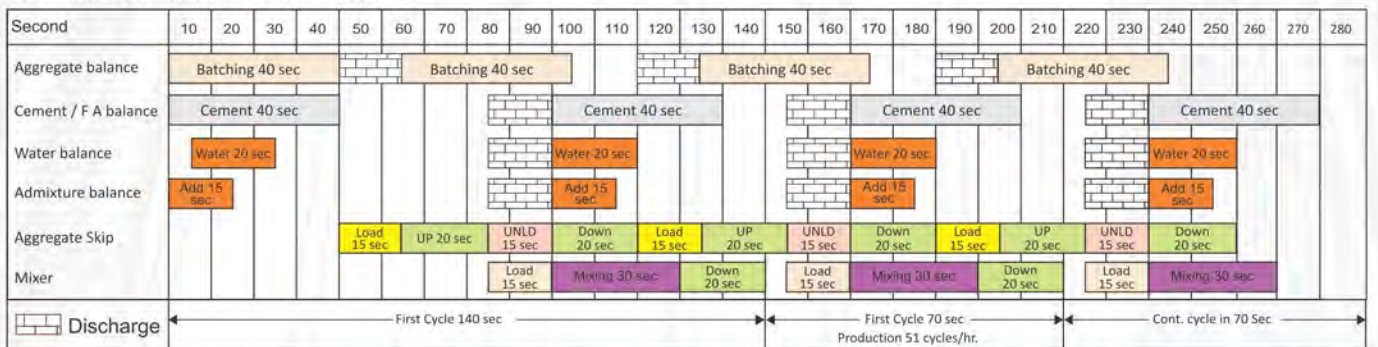 Second 10 20 30 40 50 60 70 80 90 100 110 120 130 140 150 160 170 180 190 200 210 220 230 240 250 260 270 280
Aggregate balance Batching 40 sec Batching 40 sec Batching 40 sec Batching 40 sec
Cement / F A balance Cement 40 sec Cement 40 sec Cement 40 sec Cement 40 sec
Water balance Water 20 sec Water 20 sec Water 20 sec Water 20 sec
Admixture balance Add 15 sec Add 15 sec Add 15 sec Add 15 sec
Aggregate Skip Load 15 sec UP 20 sec UNLD 15 sec Down 20 sec Load 15 sec UP 20 sec UNLD 15 sec Down 20 sec Load 15 sec UP 20 sec UNLD 15 sec Down 20 sec
Mixer Load 15 sec Mixing 30 sec Down 20 sec Load 15 sec Mixing 30 sec Down 20 sec Load 15 sec Mixing 30 sec
Discharge First Cycle 140 sec First Cycle 70 sec Cont. cycle in 70 Sec
Production 51 cycles/hr.